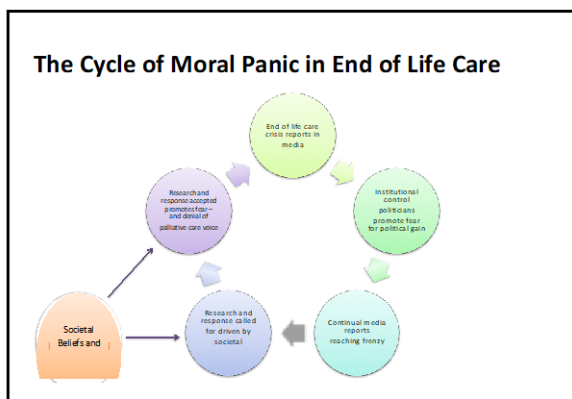 The Cycle of Moral Panic in End of Life Care
End of life care
crisis reports in
media
Institutional
control
politicians
promote fear
for political gain
Continual media
reports
reaching frenzy
Research and
response called
for driven by
societal
Research and
response accepted
promotes fear –
and denial of
palliative care voice
Societal
Beliefs and